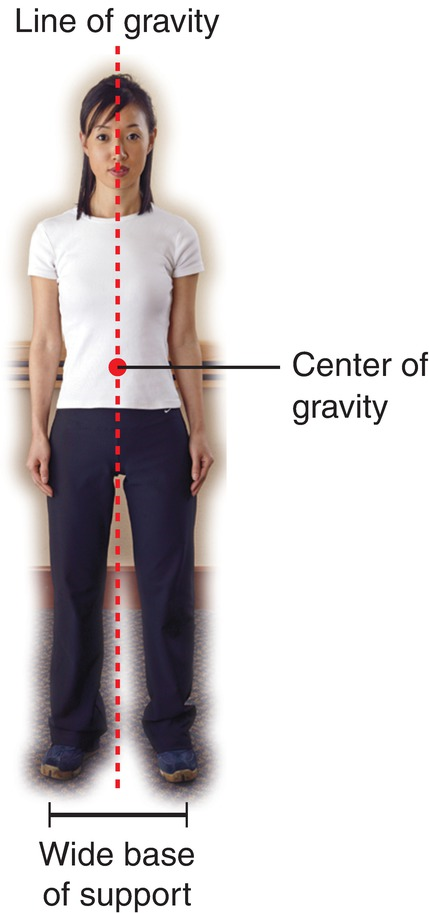 Line of gravity
Center of
gravity
Wide base
of support